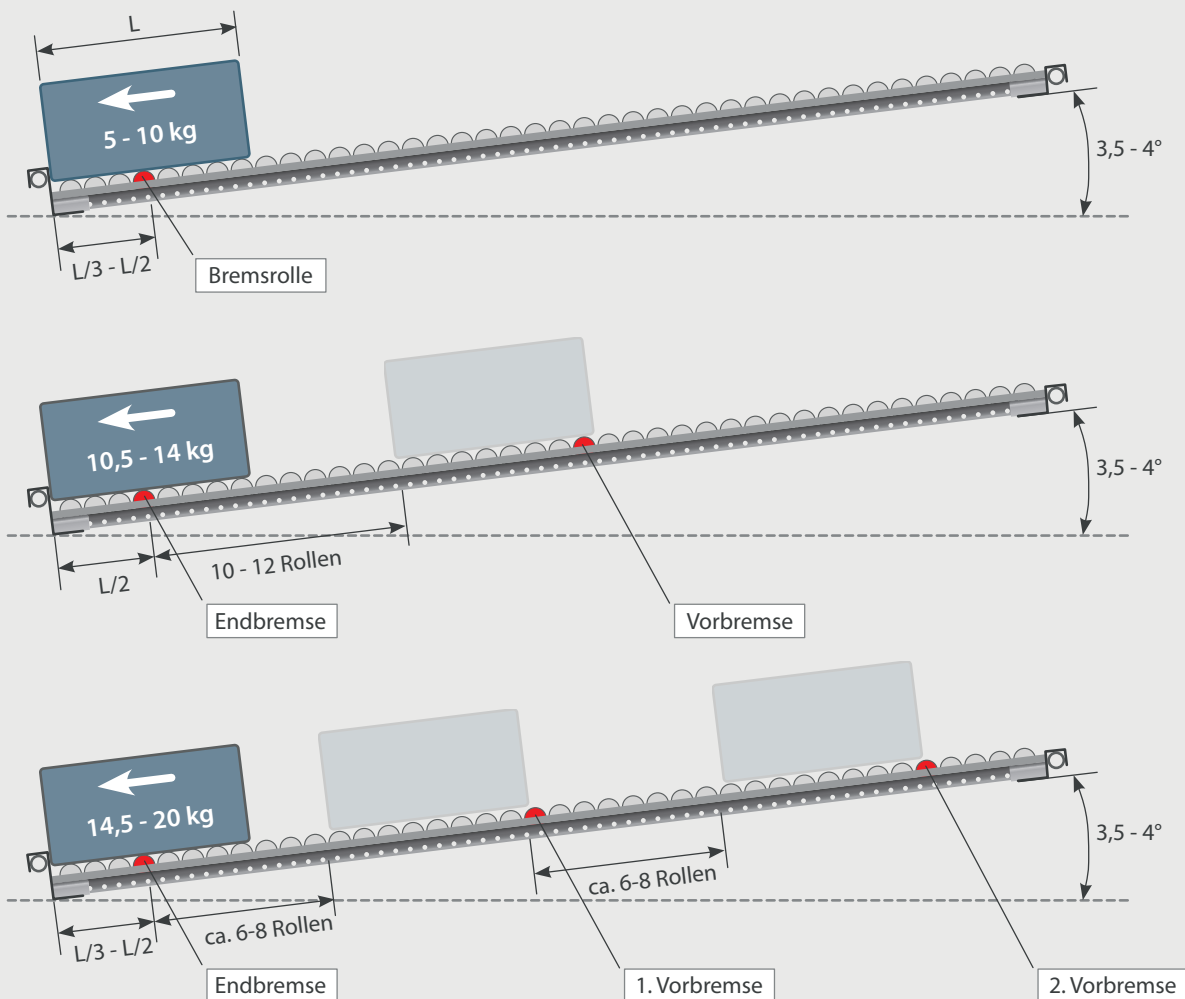 L
5 - 10 kg
3,5 - 4°
L/3 - L/2
Bremsrolle
10,5 - 14 kg
3,5 - 4°
10 - 12 Rollen
L/2
Endbremse
Vorbremse
14,5 - 20 kg
3,5 - 4°
ca. 6-8 Rollen
ca. 6-8 Rollen
L/3 - L/2
Endbremse
1. Vorbremse
2. Vorbremse